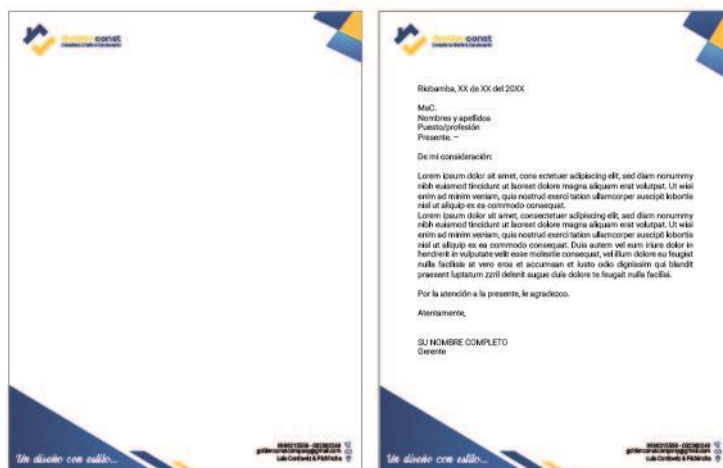 const
Un diseño con estilo...
Luis Cordovéz & Pichincha
const
Riobamba, XX de XX del 20XX
MsC.
Nombres y apellidos
Puesto/profesión
Presente. –
De mi consideración:
Lorem ipsum dolor sit amet, cons ectetuer adipiscing elit, sed diam nonummy
nibh euismod tincidunt ut laoreet dolore magna aliquam erat volutpat. Ut wisi
enim ad minim veniam, quis nostrud exerci tation ullamcorper suscipit lobortis
nisl ut aliquip ex ea commodo consequat.
Lorem ipsum dolor sit amet, consectetuer adipiscing elit, sed diam nonummy
nibh euismod tincidunt ut laoreet dolore magna aliquam erat volutpat. Ut wisi
enim ad minim veniam, quis nostrud exerci tation ullamcorper suscipit lobortis
nisl ut aliquip ex ea commodo consequat. Duis autem vel eum iriure dolor in
hendrerit in vulputate velit esse molestie consequat, vel illum dolore eu feugiat
nulla facilisis at vero eros et accumsan et iusto odio dignissim qui blandit
praesent luptatum zzril delenit augue duis dolore te feugait nulla facilisi.
Por la atención a la presente, le agradezco.
Atentamente,
SU NOMBRE COMPLETO
Gerente
Un diseño con estilo...
Luis Cordovéz & Pichincha